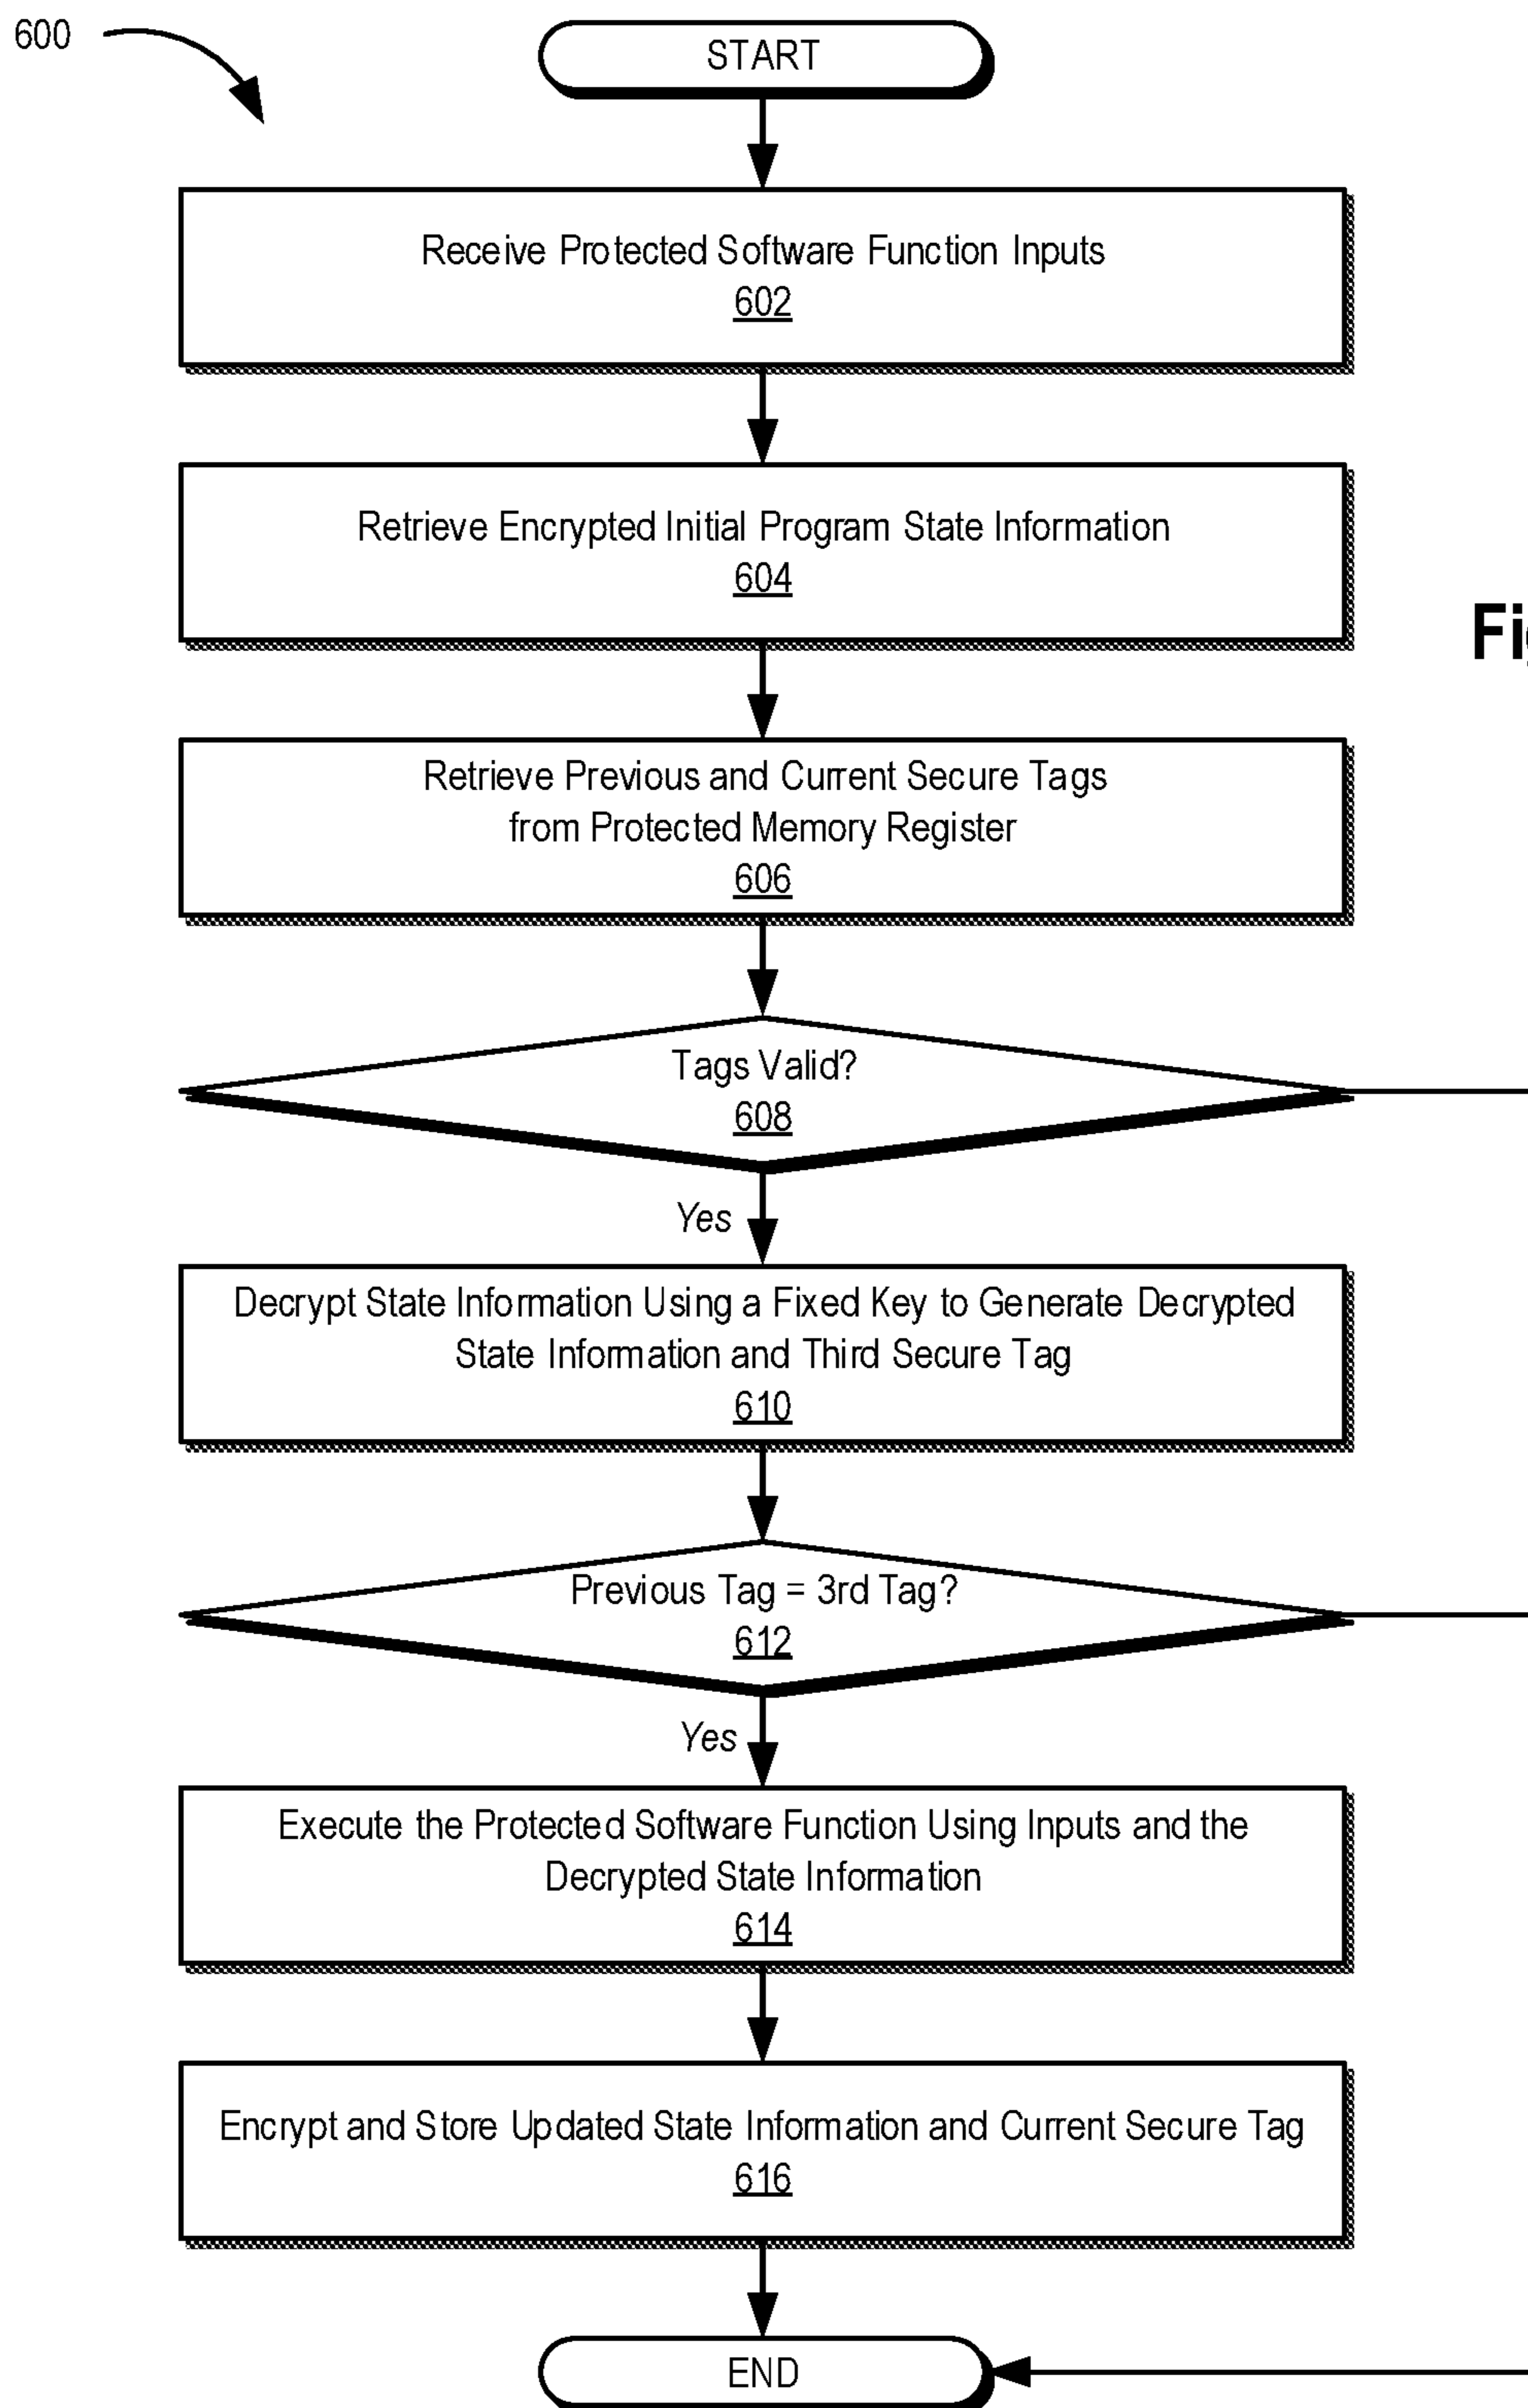 600
START
Receive Protected Software Function Inputs
602
Retrieve Encrypted Initial Program State Information
604
Retrieve Previous and Current Secure Tags
from Protected Memory Register
606
Tags Valid?
608
Yes
Decrypt State Information Using a Fixed Key to Generate Decrypted
State Information and Third Secure Tag
610
Previous Tag = 3rd Tag?
612
Yes
Execute the Protected Software Function Using Inputs and the
Decrypted State Information
614
Encrypt and Store Updated State Information and Current Secure Tag
616
END